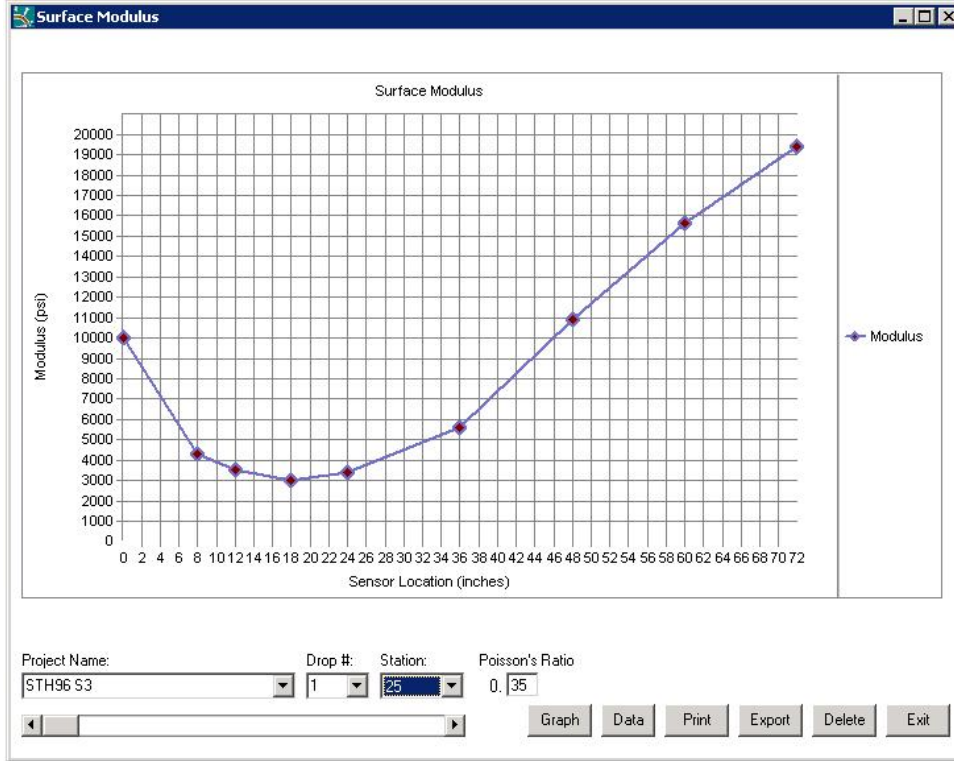 Surface Modulus
Surface Modulus
20000
19000
18000
17000
16000
15000
14000
13000
12000
11000
10000
9000
8000
7000
6000
5000
4000
3000
2000
1000
0
Modulus (psi)
Modulus
0 2 4 6 8 10 12 14 16 18 20 22 24 26 28 30 32 34 36 38 40 42 44 46 48 50 52 54 56 58 60 62 64 66 68 70 72
Sensor Location (inches)
Project Name: Drop #: Station: Poisson's Ratio
STH96 S3 1 25 0. 35
Graph Data Print Export Delete Exit